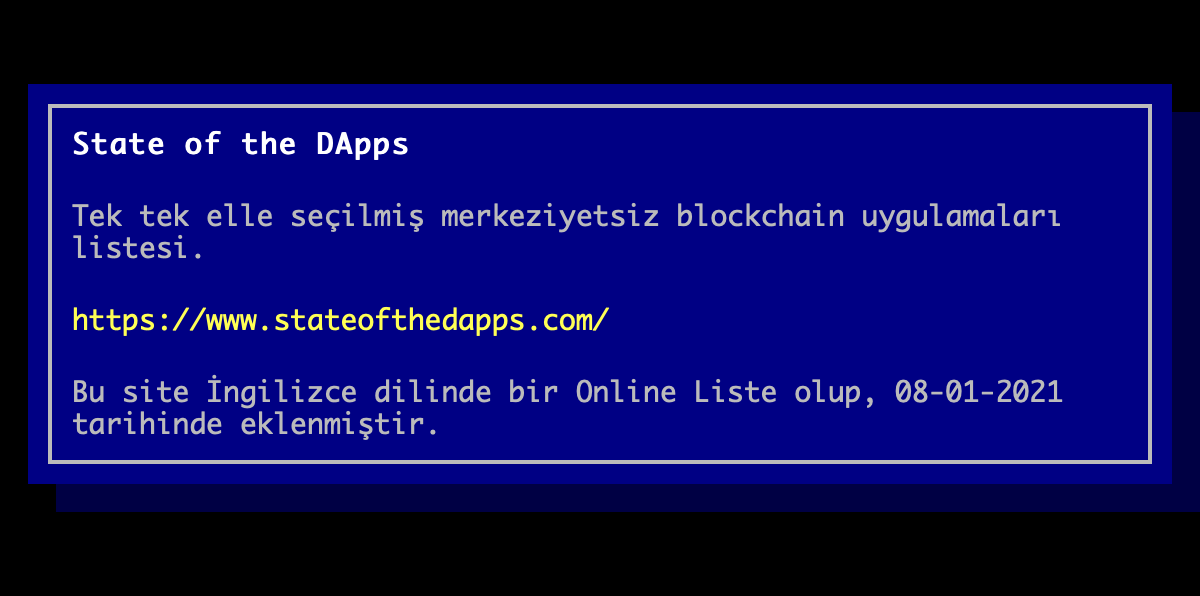 State of the DApps
Tek tek elle seçilmiş merkeziyetsiz blockchain uygulamaları
listesi.
https://www.stateofthedapps.com/
Bu site İngilizce dilinde bir Online Liste olup, 08-01-2021
tarihinde eklenmiştir.